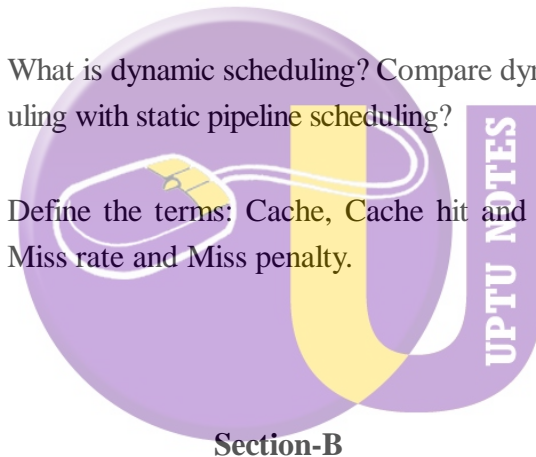 What is dynamic scheduling? Compare
uling with static pipeline scheduling?
Define the terms: Cache, Cache hit and
Miss rate and Miss penalty.
UPTU NOTES
Section-B